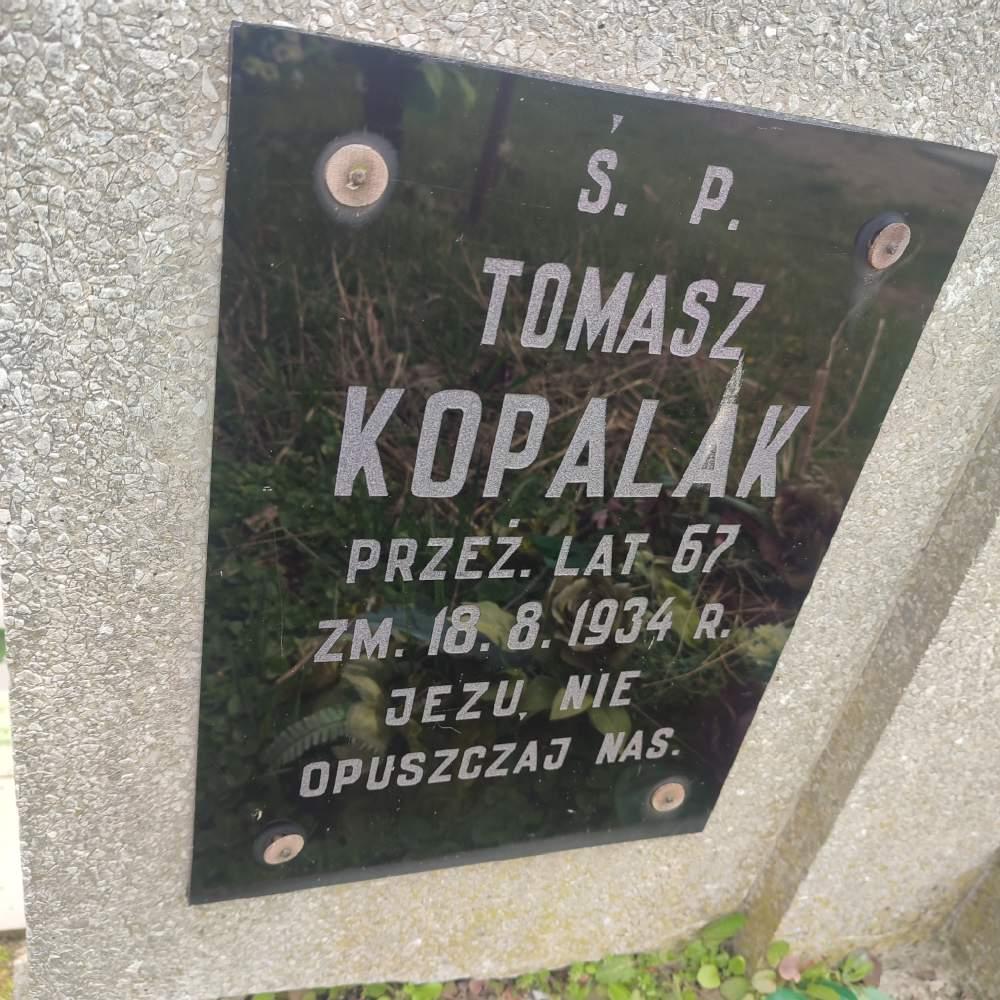 Ś. P.
TOMASZ
KOPALAK
PRZEŻ. LAT 67
ZM. 18. 8. 1934 R.
JEZU, NIE
OPUSZCZAJ NAS.